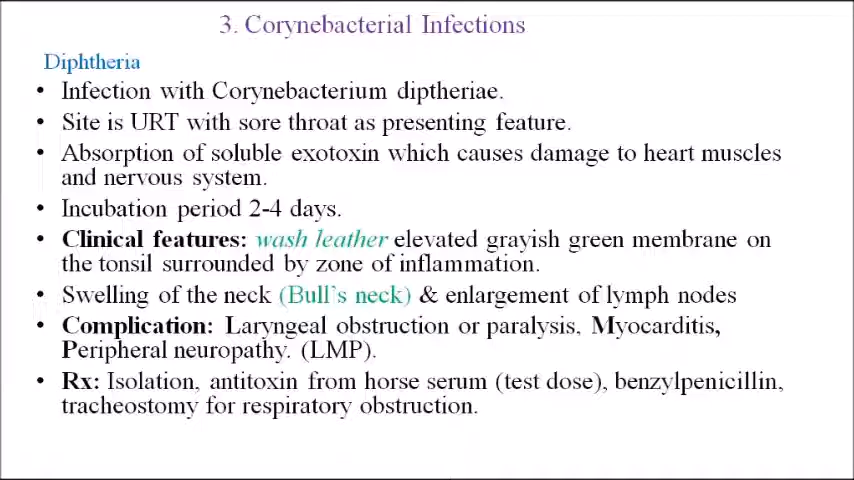 3. Corynebacterial Infections
Diphtheria
• Infection with Corynebacterium diptheriae.
• Site is URT with sore throat as presenting feature.
• Absorption of soluble exotoxin which causes damage to heart muscles
and nervous system.
• Incubation period 2-4 days.
• Clinical features: wash leather elevated grayish green membrane on
the tonsil surrounded by zone of inflammation.
• Swelling of the neck (Bull's neck) & enlargement of lymph nodes
• Complication: Laryngeal obstruction or paralysis, Myocarditis,
Peripheral neuropathy. (LMP).
• Rx: Isolation, antitoxin from horse serum (test dose), benzylpenicillin,
tracheostomy for respiratory obstruction.